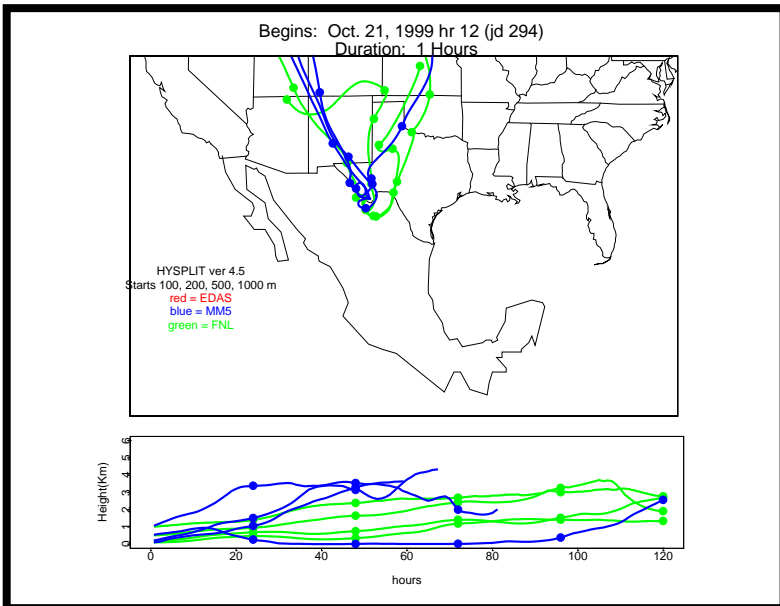 Begins:  Oct. 21, 1999 hr 12 (jd 294)
Duration:  1 Hours
HYSPLIT ver 4.5
Starts 100, 200, 500, 1000 m
red = EDAS
blue = MM5
green = FNL
Height(Km)
6
5
4
3
2
1
0
0 20 40 60 80 100 120
hours